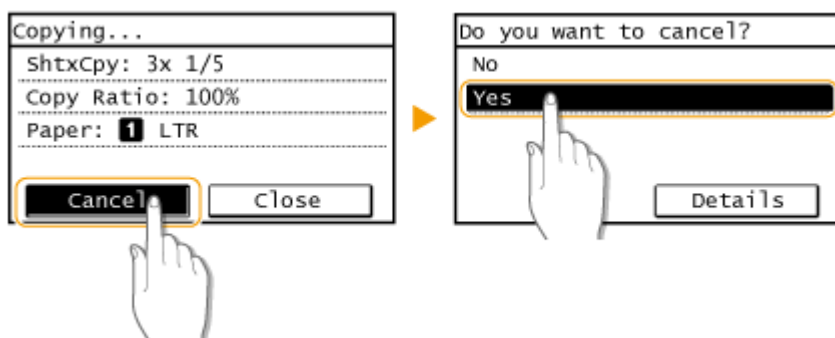 Copying...
ShtxCpy: 3x 1/5
Copy Ratio: 100%
Paper: 1 LTR
Cancel
Close
Do you want to cancel?
No
Yes
Details